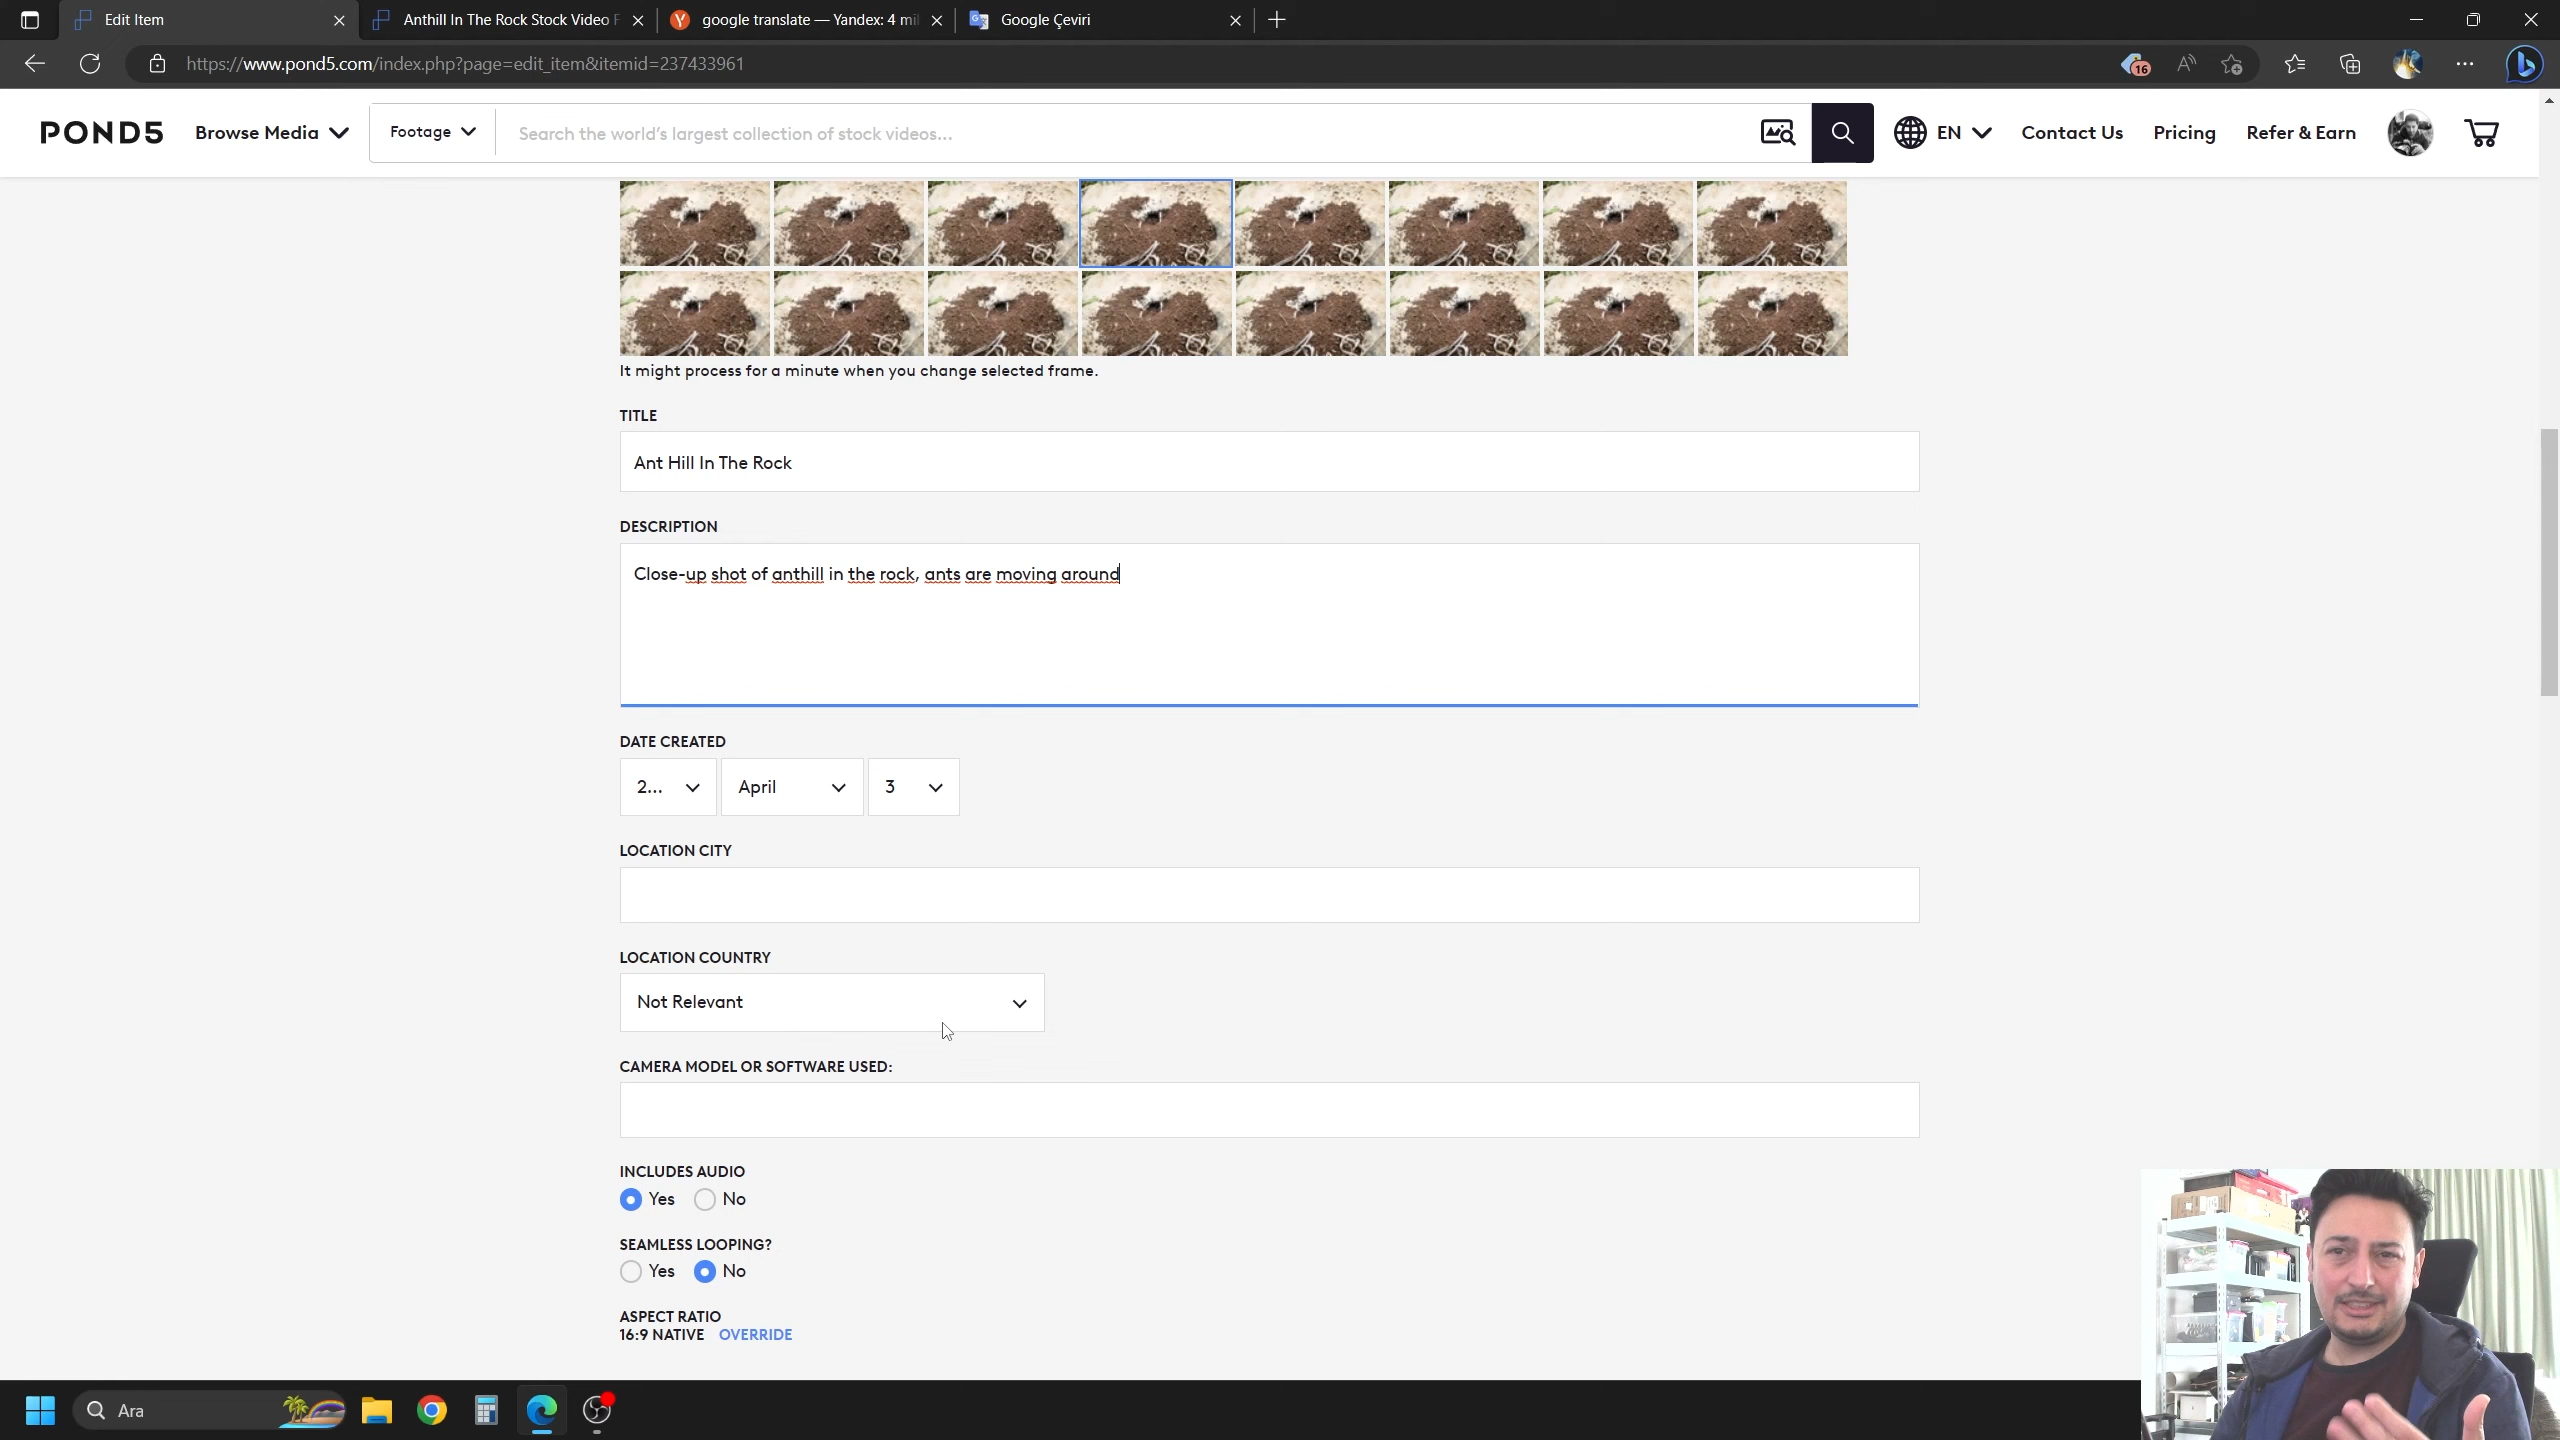 Edit Item
Anthill In The Rock Stock Video F
google translate — Yandex: 4 mi
Google Çeviri
https://www.pond5.com/index.php?page=edit_item&itemid=237433961
16
POND5
Browse Media
Footage
Search the world's largest collection of stock videos...
EN
Contact Us
Pricing
Refer & Earn
It might process for a minute when you change selected frame.
TITLE
Ant Hill In The Rock
DESCRIPTION
Close-up shot of anthill in the rock, ants are moving around
DATE CREATED
2... April 3
LOCATION CITY
LOCATION COUNTRY
Not Relevant
CAMERA MODEL OR SOFTWARE USED:
INCLUDES AUDIO
Yes No
SEAMLESS LOOPING?
Yes No
ASPECT RATIO
16:9 NATIVE OVERRIDE
Ara